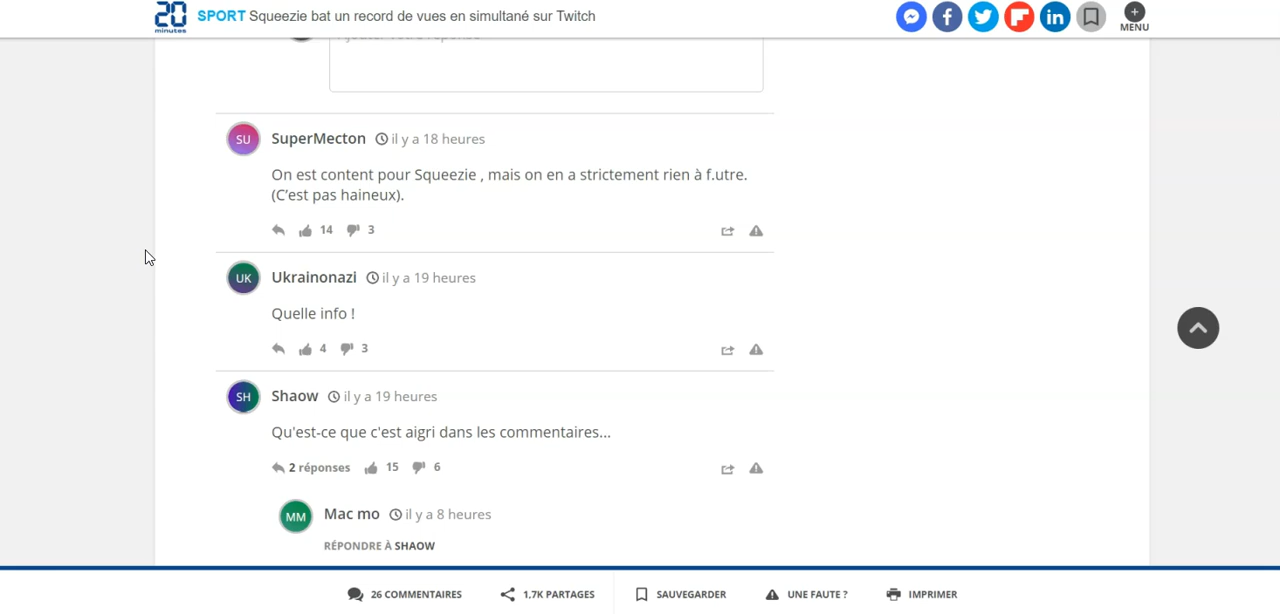 20 minutes
SPORT Squeezie bat un record de vues en simultané sur Twitch
MENU
SU SuperMecton il y a 18 heures
On est content pour Squeezie , mais on en a strictement rien à f.utre.
(C'est pas haineux).
14 3
UK Ukrainonazi il y a 19 heures
Quelle info !
4 3
SH Shaow il y a 19 heures
Qu'est-ce que c'est aigri dans les commentaires...
2 réponses 15 6
MM Mac mo il y a 8 heures
RÉPONDRE À SHAOW
26 COMMENTAIRES 1,7K PARTAGES SAUVEGARDER UNE FAUTE ? IMPRIMER